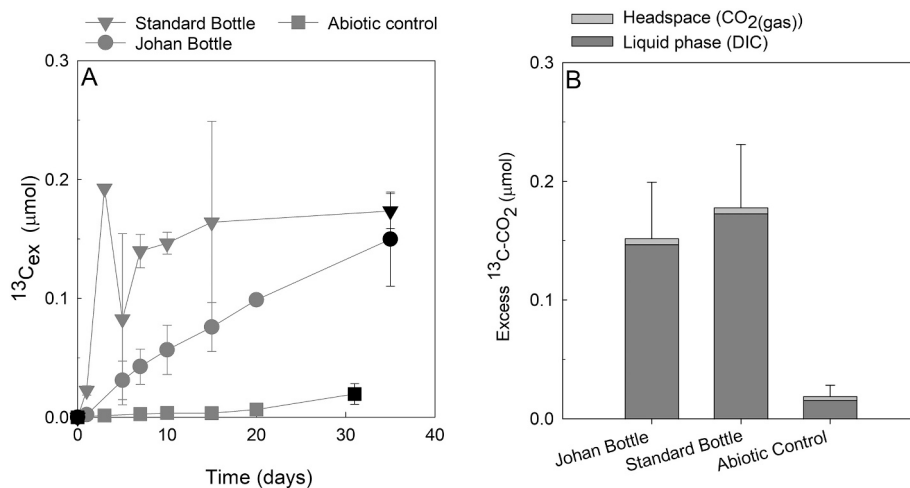 Standard Bottle
Abiotic control
Johan Bottle
A
0.3
0.2
0.1
0.0
0
10
20
30
40
¹³Cex (μmol)
Time (days)
Headspace (CO₂(gas))
Liquid phase (DIC)
B
0.3
0.2
0.1
0.0
Excess ¹³C-CO₂ (μmol)
Johan Bottle
Standard Bottle
Abiotic Control